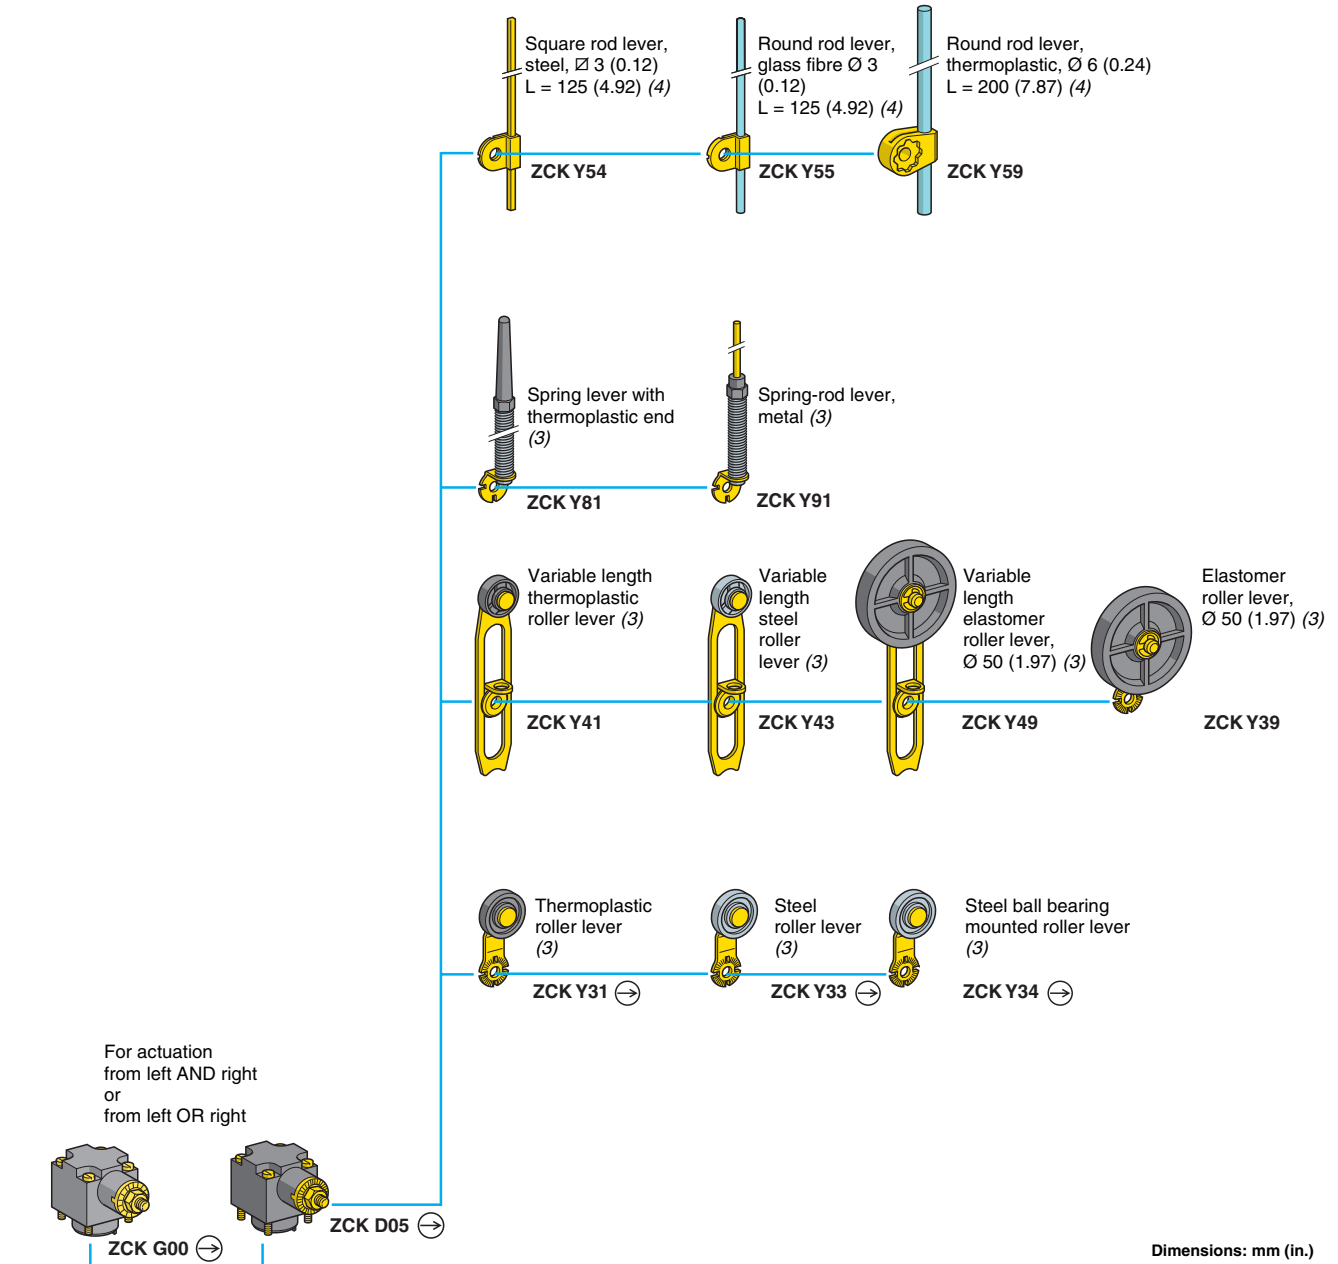 Square rod lever,
steel, ⧄ 3 (0.12)
L = 125 (4.92) (4)
ZCK Y54
Round rod lever,
glass fibre Ø 3
(0.12)
L = 125 (4.92) (4)
ZCK Y55
Round rod lever,
thermoplastic, Ø 6 (0.24)
L = 200 (7.87) (4)
ZCK Y59
Spring lever with
thermoplastic end
(3)
ZCK Y81
Spring-rod lever,
metal (3)
ZCK Y91
Variable length
thermoplastic
roller lever (3)
ZCK Y41
Variable
length
steel
roller
lever (3)
ZCK Y43
Variable
length
elastomer
roller lever,
Ø 50 (1.97) (3)
ZCK Y49
Elastomer
roller lever,
Ø 50 (1.97) (3)
ZCK Y39
Thermoplastic
roller lever
(3)
ZCK Y31
Steel
roller lever
(3)
ZCK Y33
Steel ball bearing
mounted roller lever
(3)
ZCK Y34
For actuation
from left AND right
or
from left OR right
ZCK G00
ZCK D05
Dimensions: mm (in.)